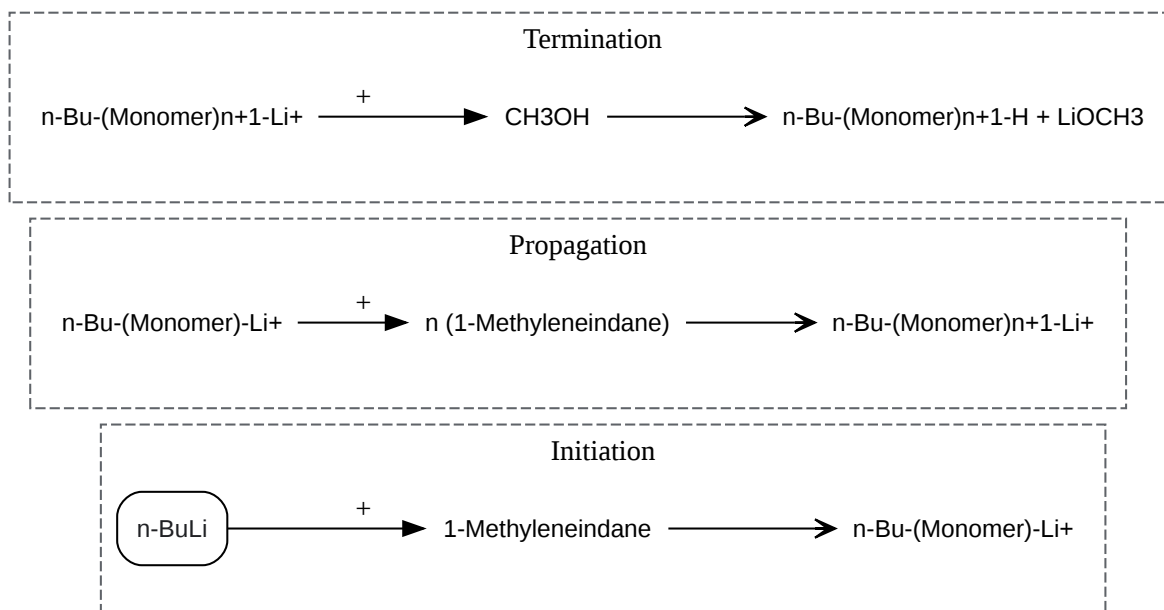 Termination
+
n-Bu-(Monomer)n+1-Li+ CH3OH n-Bu-(Monomer)n+1-H + LiOCH3
Propagation
+
n-Bu-(Monomer)-Li+ n (1-Methyleneindane) n-Bu-(Monomer)n+1-Li+
Initiation
+
n-BuLi 1-Methyleneindane n-Bu-(Monomer)-Li+